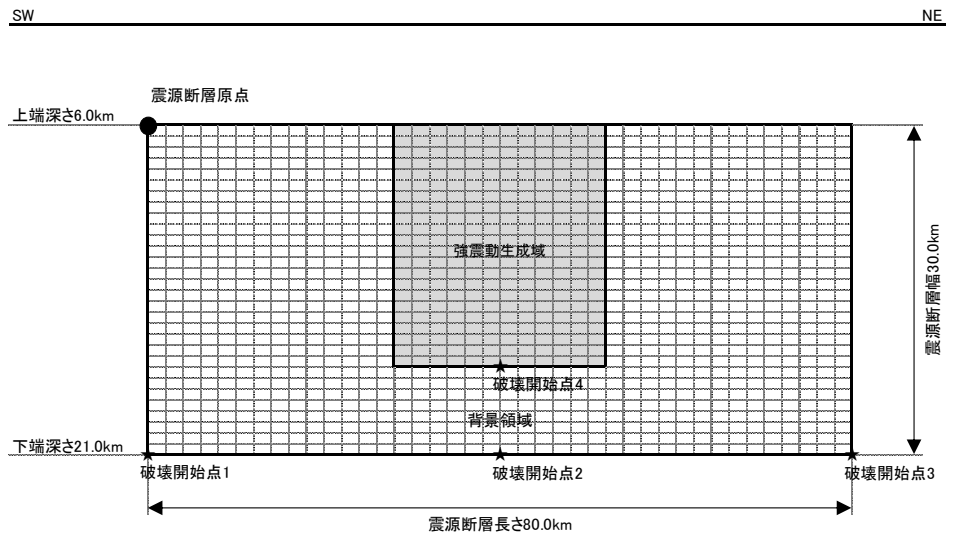 SW
NE
震源断層原点
上端深さ6.0km
強震動生成域
震源断層幅30.0km
破壊開始点4
背景領域
下端深さ21.0km
破壊開始点1
破壊開始点2
破壊開始点3
震源断層長さ80.0km